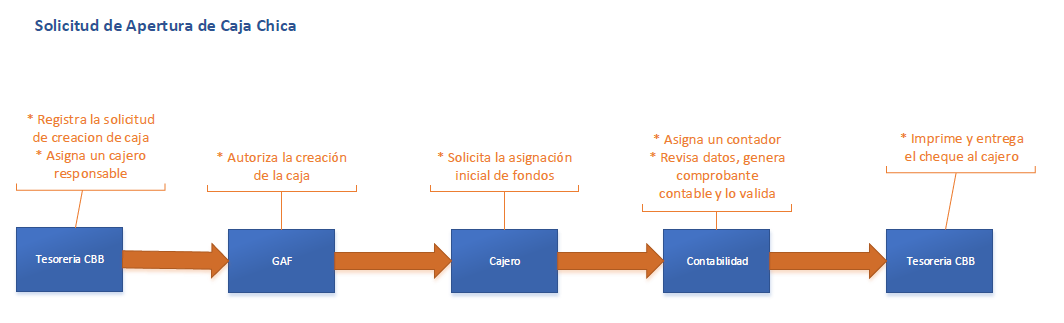 Solicitud de Apertura de Caja Chica
* Registra la solicitud
de creacion de caja
* Asigna un cajero
responsable
* Autoriza la creación
de la caja
* Solicita la asignación
inicial de fondos
* Asigna un contador
* Revisa datos, genera
comprobante
contable y lo valida
* Imprime y entrega
el cheque al cajero
Tesoreria CBB
GAF
Cajero
Contabilidad
Tesoreria CBB